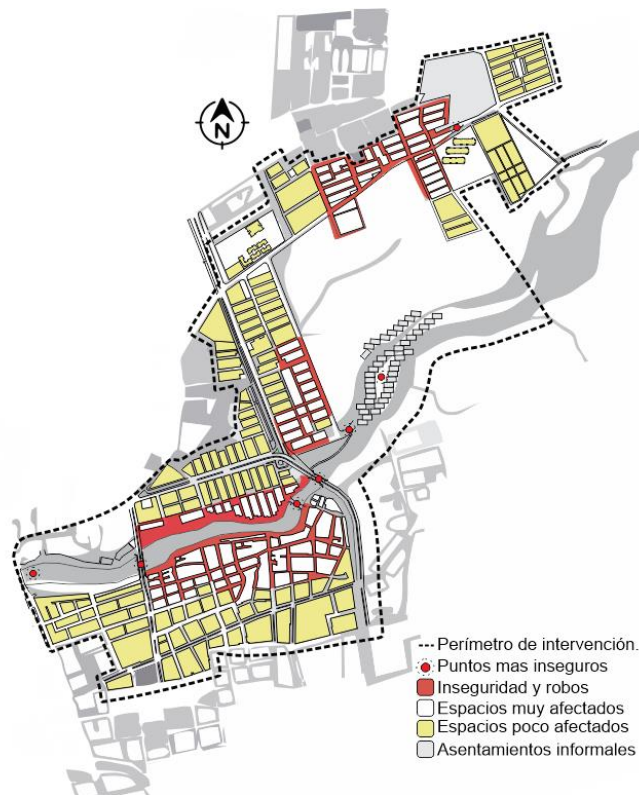 N
Perímetro de intervención.
Puntos mas inseguros
Inseguridad y robos
Espacios muy afectados
Espacios poco afectados
Asentamientos informales